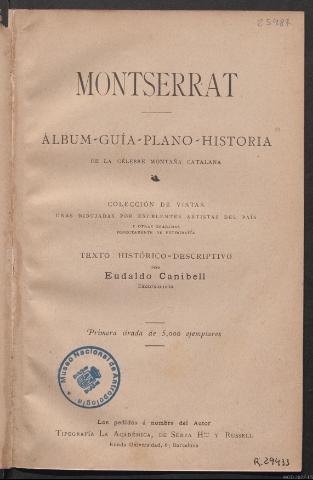 25487
MONTSERRAT
ÁLBUM-GUÍA-PLANO-HISTORIA
DE LA CÉLEBRE MONTAÑA CATALANA
COLECCIÓN DE VISTAS
UNAS DIBUJADAS POR EXCELENTES ARTISTAS DEL PAÍS
Y OTRAS GRABADAS
DIRECTAMENTE DE FOTOGRAFÍA
TEXTO HISTÓRICO-DESCRIPTIVO
POR
Eudaldo Canibell
Excursionista
Primera tirada de 5,000 ejemplares
Museo Nacional de Antropología
Los pedidos á nombre del Autor
TIPOGRAFÍA LA ACADÉMICA, DE SERRA Hnos Y RUSSELL
Ronda Universidad, 6; Barcelona
R. 29433